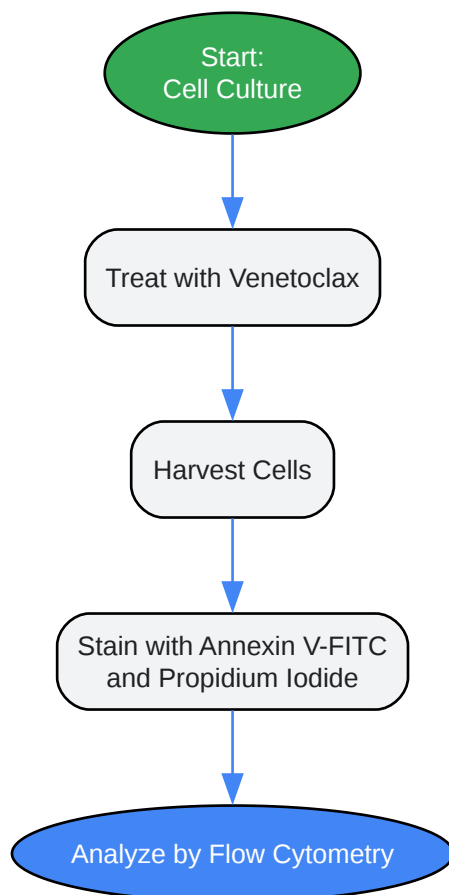 Start:
Cell Culture
Treat with Venetoclax
Harvest Cells
Stain with Annexin V-FITC
and Propidium Iodide
Analyze by Flow Cytometry